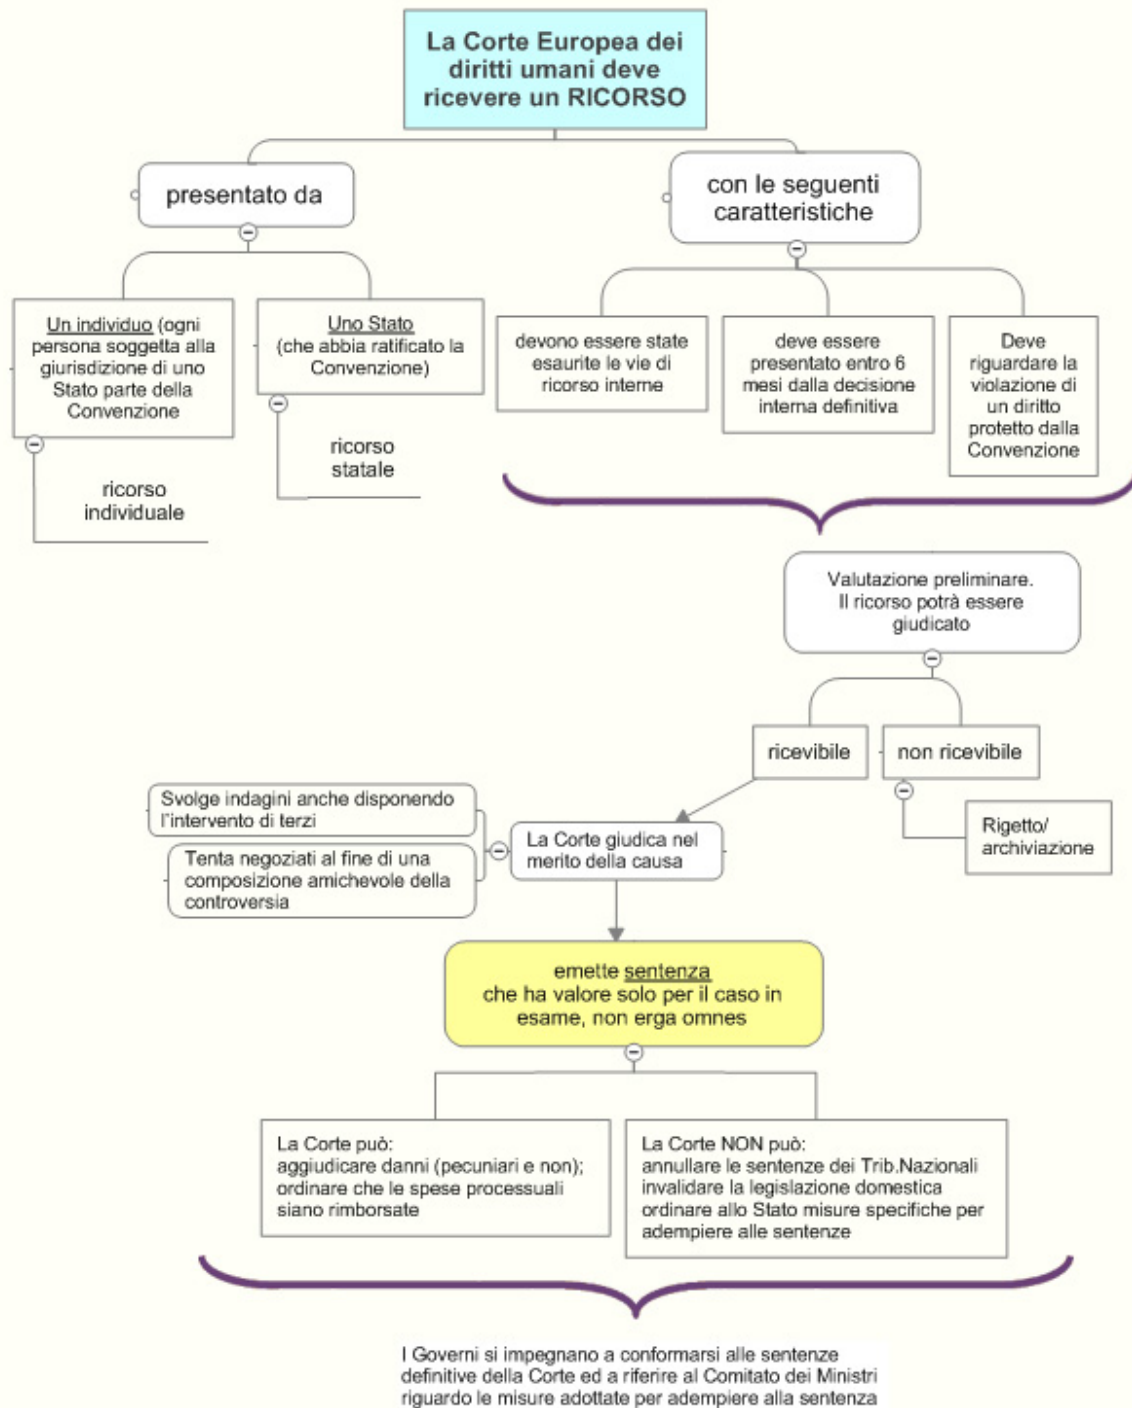 La Corte Europea dei
diritti umani deve
ricevere un RICORSO
presentato da
con le seguenti
caratteristiche
Un individuo (ogni
persona soggetta alla
giurisdizione di uno
Stato parte della
Convenzione
Uno Stato
(che abbia ratificato la
Convenzione)
devono essere state
esaurite le vie di
ricorso interne
deve essere
presentato entro 6
mesi dalla decisione
interna definitiva
Deve
riguardare la
violazione di
un diritto
protetto dalla
Convenzione
ricorso
individuale
ricorso
statale
Valutazione preliminare.
Il ricorso potrà essere
giudicato
ricevibile
non ricevibile
Rigetto/
archiviazione
Svolge indagini anche disponendo
l'intervento di terzi
Tenta negoziati al fine di una
composizione amichevole della
controversia
La Corte giudica nel
merito della causa
emette sentenza
che ha valore solo per il caso in
esame, non erga omnes
La Corte può:
aggiudicare danni (pecuniari e non);
ordinare che le spese processuali
siano rimborsate
La Corte NON può:
annullare le sentenze dei Trib.Nazionali
invalidare la legislazione domestica
ordinare allo Stato misure specifiche per
adempiere alle sentenze
I Governi si impegnano a conformarsi alle sentenze
definitive della Corte ed a riferire al Comitato dei Ministri
riguardo le misure adottate per adempiere alla sentenza